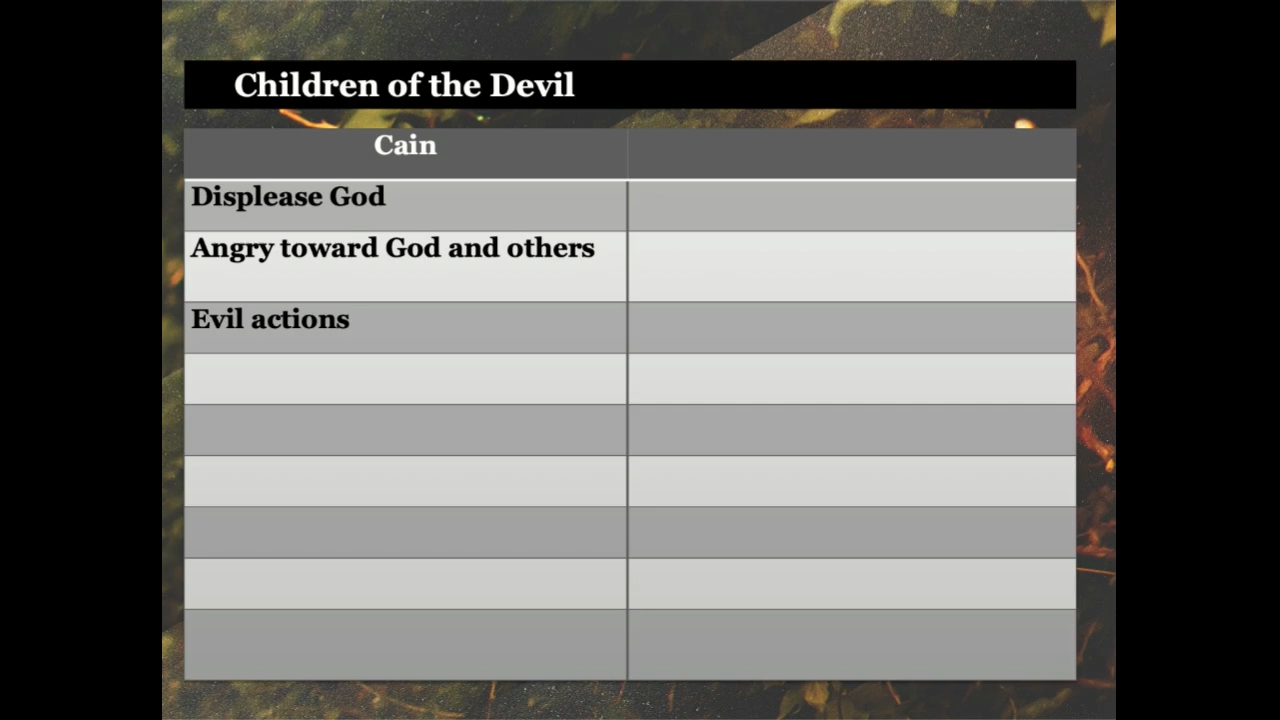 Children of the Devil
Cain
Displease God
Angry toward God and others
Evil actions